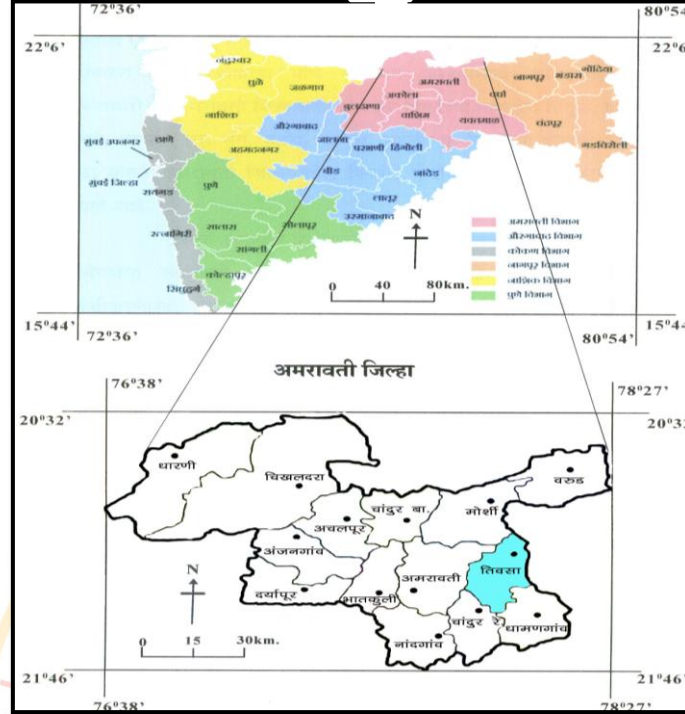 72°36’ 80°54’
22°6’ 22°6’
नंदुरबार
धुळे जळगाव
बुलढाणा अकोला अमरावती
वाशिम यवतमाळ
वर्धा नागपूर भंडारा गोंदिया
चंद्रपूर गडचिरोली
नाशिक औरंगाबाद जालना
परभणी हिंगोली
अहमदनगर बीड नांदेड
लातूर
उस्मानाबाद
ठाणे
मुंबई उपनगर
मुंबई जिल्हा
रायगड पुणे
सातारा सोलापूर
रत्नागिरी सांगली
कोल्हापूर
सिंधुदुर्ग
N
0 40 80km.
अमरावती विभाग
औरंगाबाद विभाग
कोकण विभाग
नागपूर विभाग
नाशिक विभाग
पुणे विभाग
15°44’ 15°44’
72°36’ 80°54’
अमरावती जिल्हा
76°38’ 78°27’
20°32’
धारणी
चिखलदरा
वरुड
चांदुर बा. मोर्शी
अचलपूर
अंजनगांव
तिवसा
अमरावती
दर्यापूर भातकुली
चांदुर रे. धामणगांव
नांदगांव
N
0 15 30km.
21°46’ 21°46’
76°38’ 78°27’